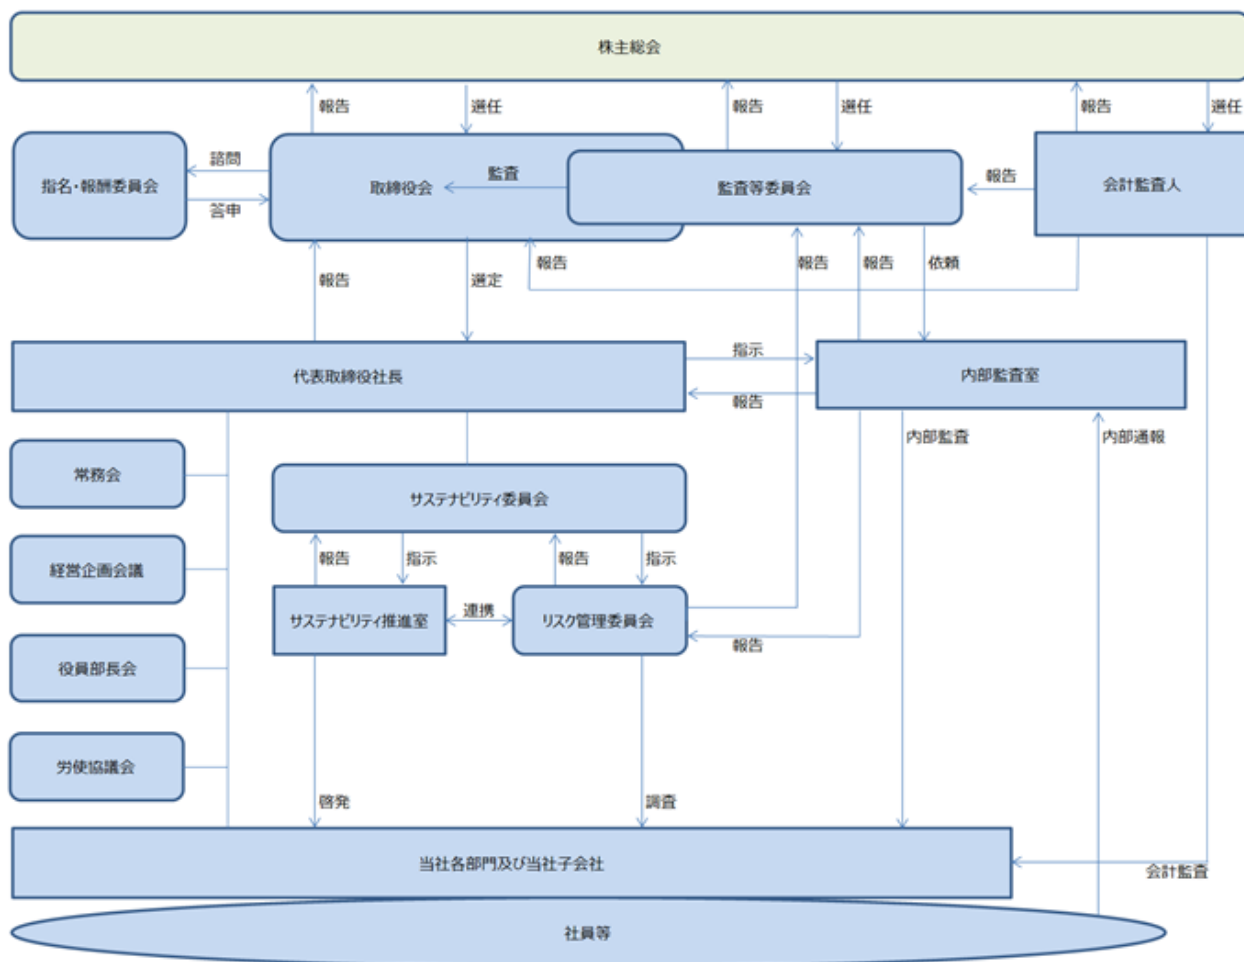 株主総会
報告
選任
報告
選任
報告
選任
指名・報酬委員会
諮問
答申
取締役会
監査
監査等委員会
報告
会計監査人
報告
選定
報告
報告
報告
依頼
代表取締役社長
指示
報告
内部監査室
内部監査
内部通報
常務会
サステナビリティ委員会
経営企画会議
報告
指示
報告
指示
サステナビリティ推進室
連携
リスク管理委員会
報告
役員部長会
労使協議会
啓発
調査
当社各部門及び当社子会社
会計監査
社員等